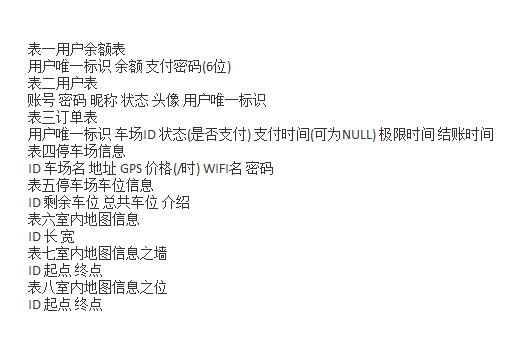 表一用户余额表
用户唯一标识 余额 支付密码(6位)
表二用户表
账号 密码 昵称 状态 头像 用户唯一标识
表三订单表
用户唯一标识 车场ID 状态(是否支付) 支付时间(可为NULL) 极限时间 结账时间
表四停车场信息
ID 车场名 地址 GPS 价格(/时) WIFI名 密码
表五停车场车位信息
ID 剩余车位 总共车位 介绍
表六室内地图信息
ID 长 宽
表七室内地图信息之墙
ID 起点 终点
表八室内地图信息之位
ID 起点 终点